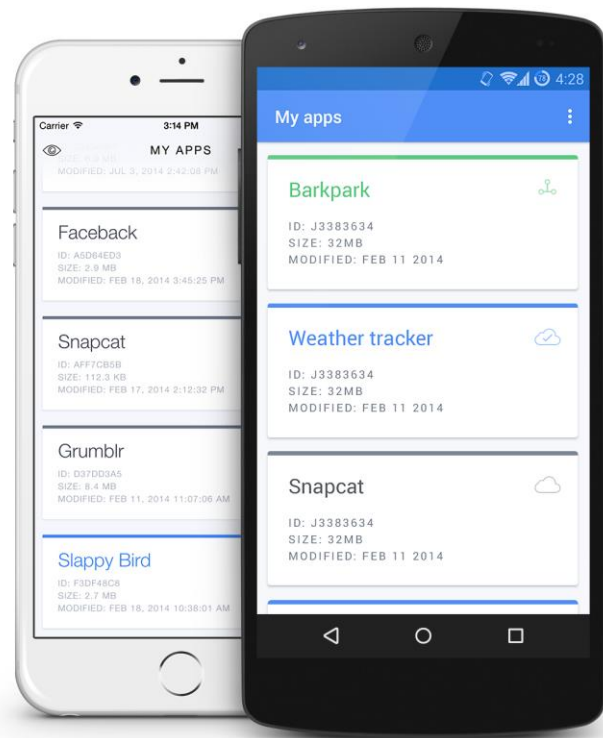 Carrier
3:14 PM
MY APPS
MODIFIED: JUL 3, 2014 2:42:08 PM
Faceback
ID: A5D64ED3
SIZE: 2.9 MB
MODIFIED: FEB 18, 2014 3:45:25 PM
Snapcat
ID: AFF7CB5B
SIZE: 112.3 KB
MODIFIED: FEB 17, 2014 2:12:32 PM
Grumblr
ID: D37DD3A5
SIZE: 8.4 MB
MODIFIED: FEB 11, 2014 11:07:06 AM
Slappy Bird
ID: F3DF48C8
SIZE: 2.7 MB
MODIFIED: FEB 18, 2014 10:38:01 AM
78 4:28
My apps
Barkpark
ID: J3383634
SIZE: 32MB
MODIFIED: FEB 11 2014
Weather tracker
ID: J3383634
SIZE: 32MB
MODIFIED: FEB 11 2014
Snapcat
ID: J3383634
SIZE: 32MB
MODIFIED: FEB 11 2014